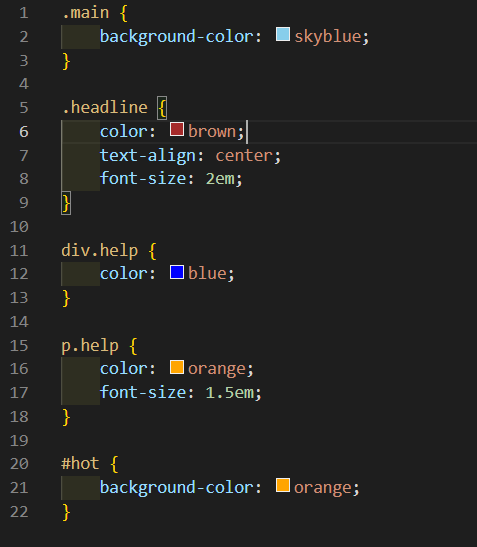 1 .main {
2     background-color: skyblue;
3 }
4
5 .headline {
6     color: brown;
7     text-align: center;
8     font-size: 2em;
9 }
10
11 div.help {
12     color: blue;
13 }
14
15 p.help {
16     color: orange;
17     font-size: 1.5em;
18 }
19
20 #hot {
21     background-color: orange;
22 }